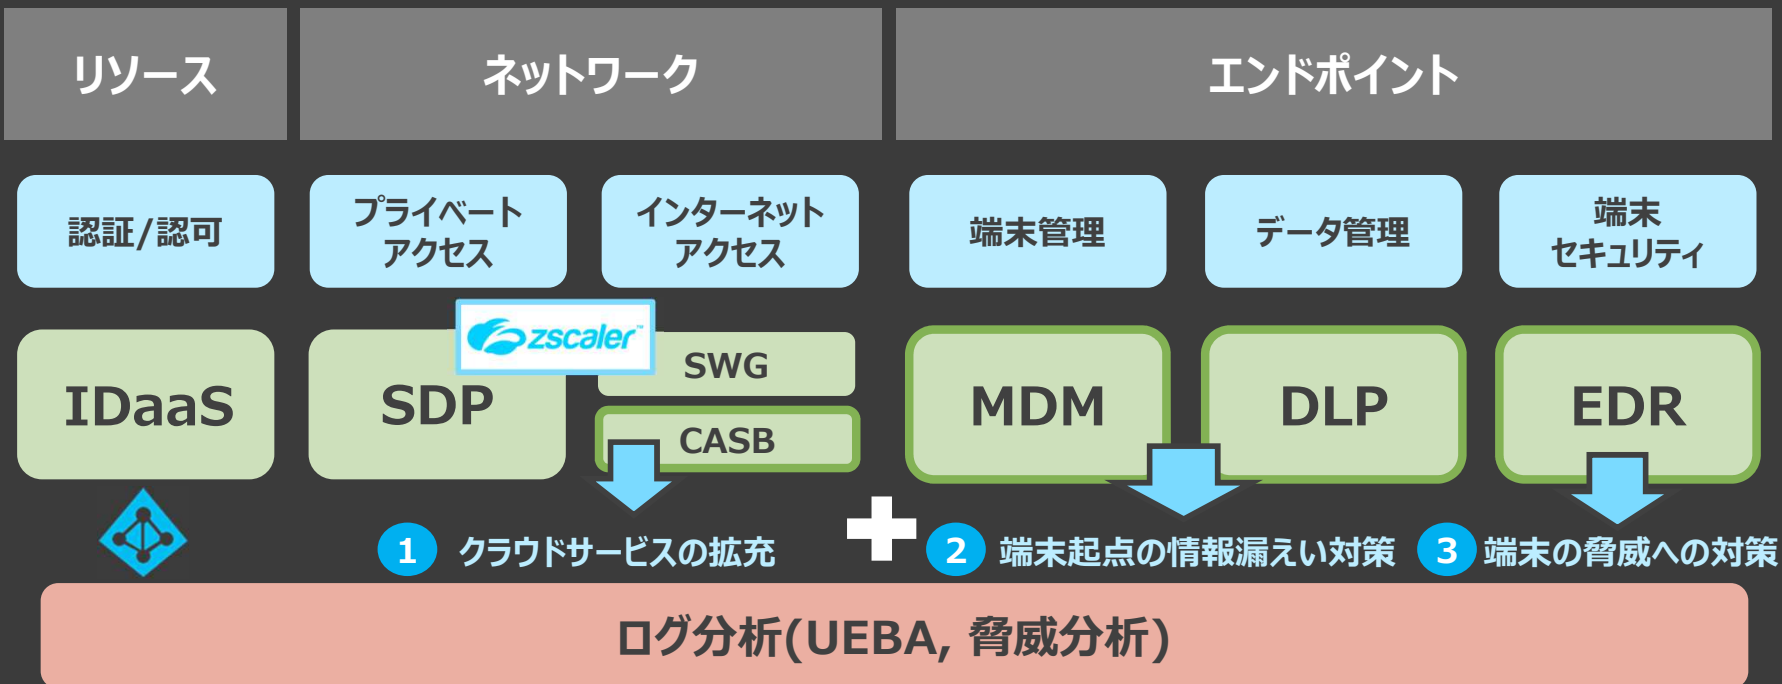 リソース
ネットワーク
エンドポイント
認証/認可
プライベート
アクセス
インターネット
アクセス
端末管理
データ管理
端末
セキュリティ
IDaaS
SDP
zscaler™
SWG
CASB
MDM
DLP
EDR
1 クラウドサービスの拡充
2 端末起点の情報漏えい対策
3 端末の脅威への対策
ログ分析(UEBA, 脅威分析)